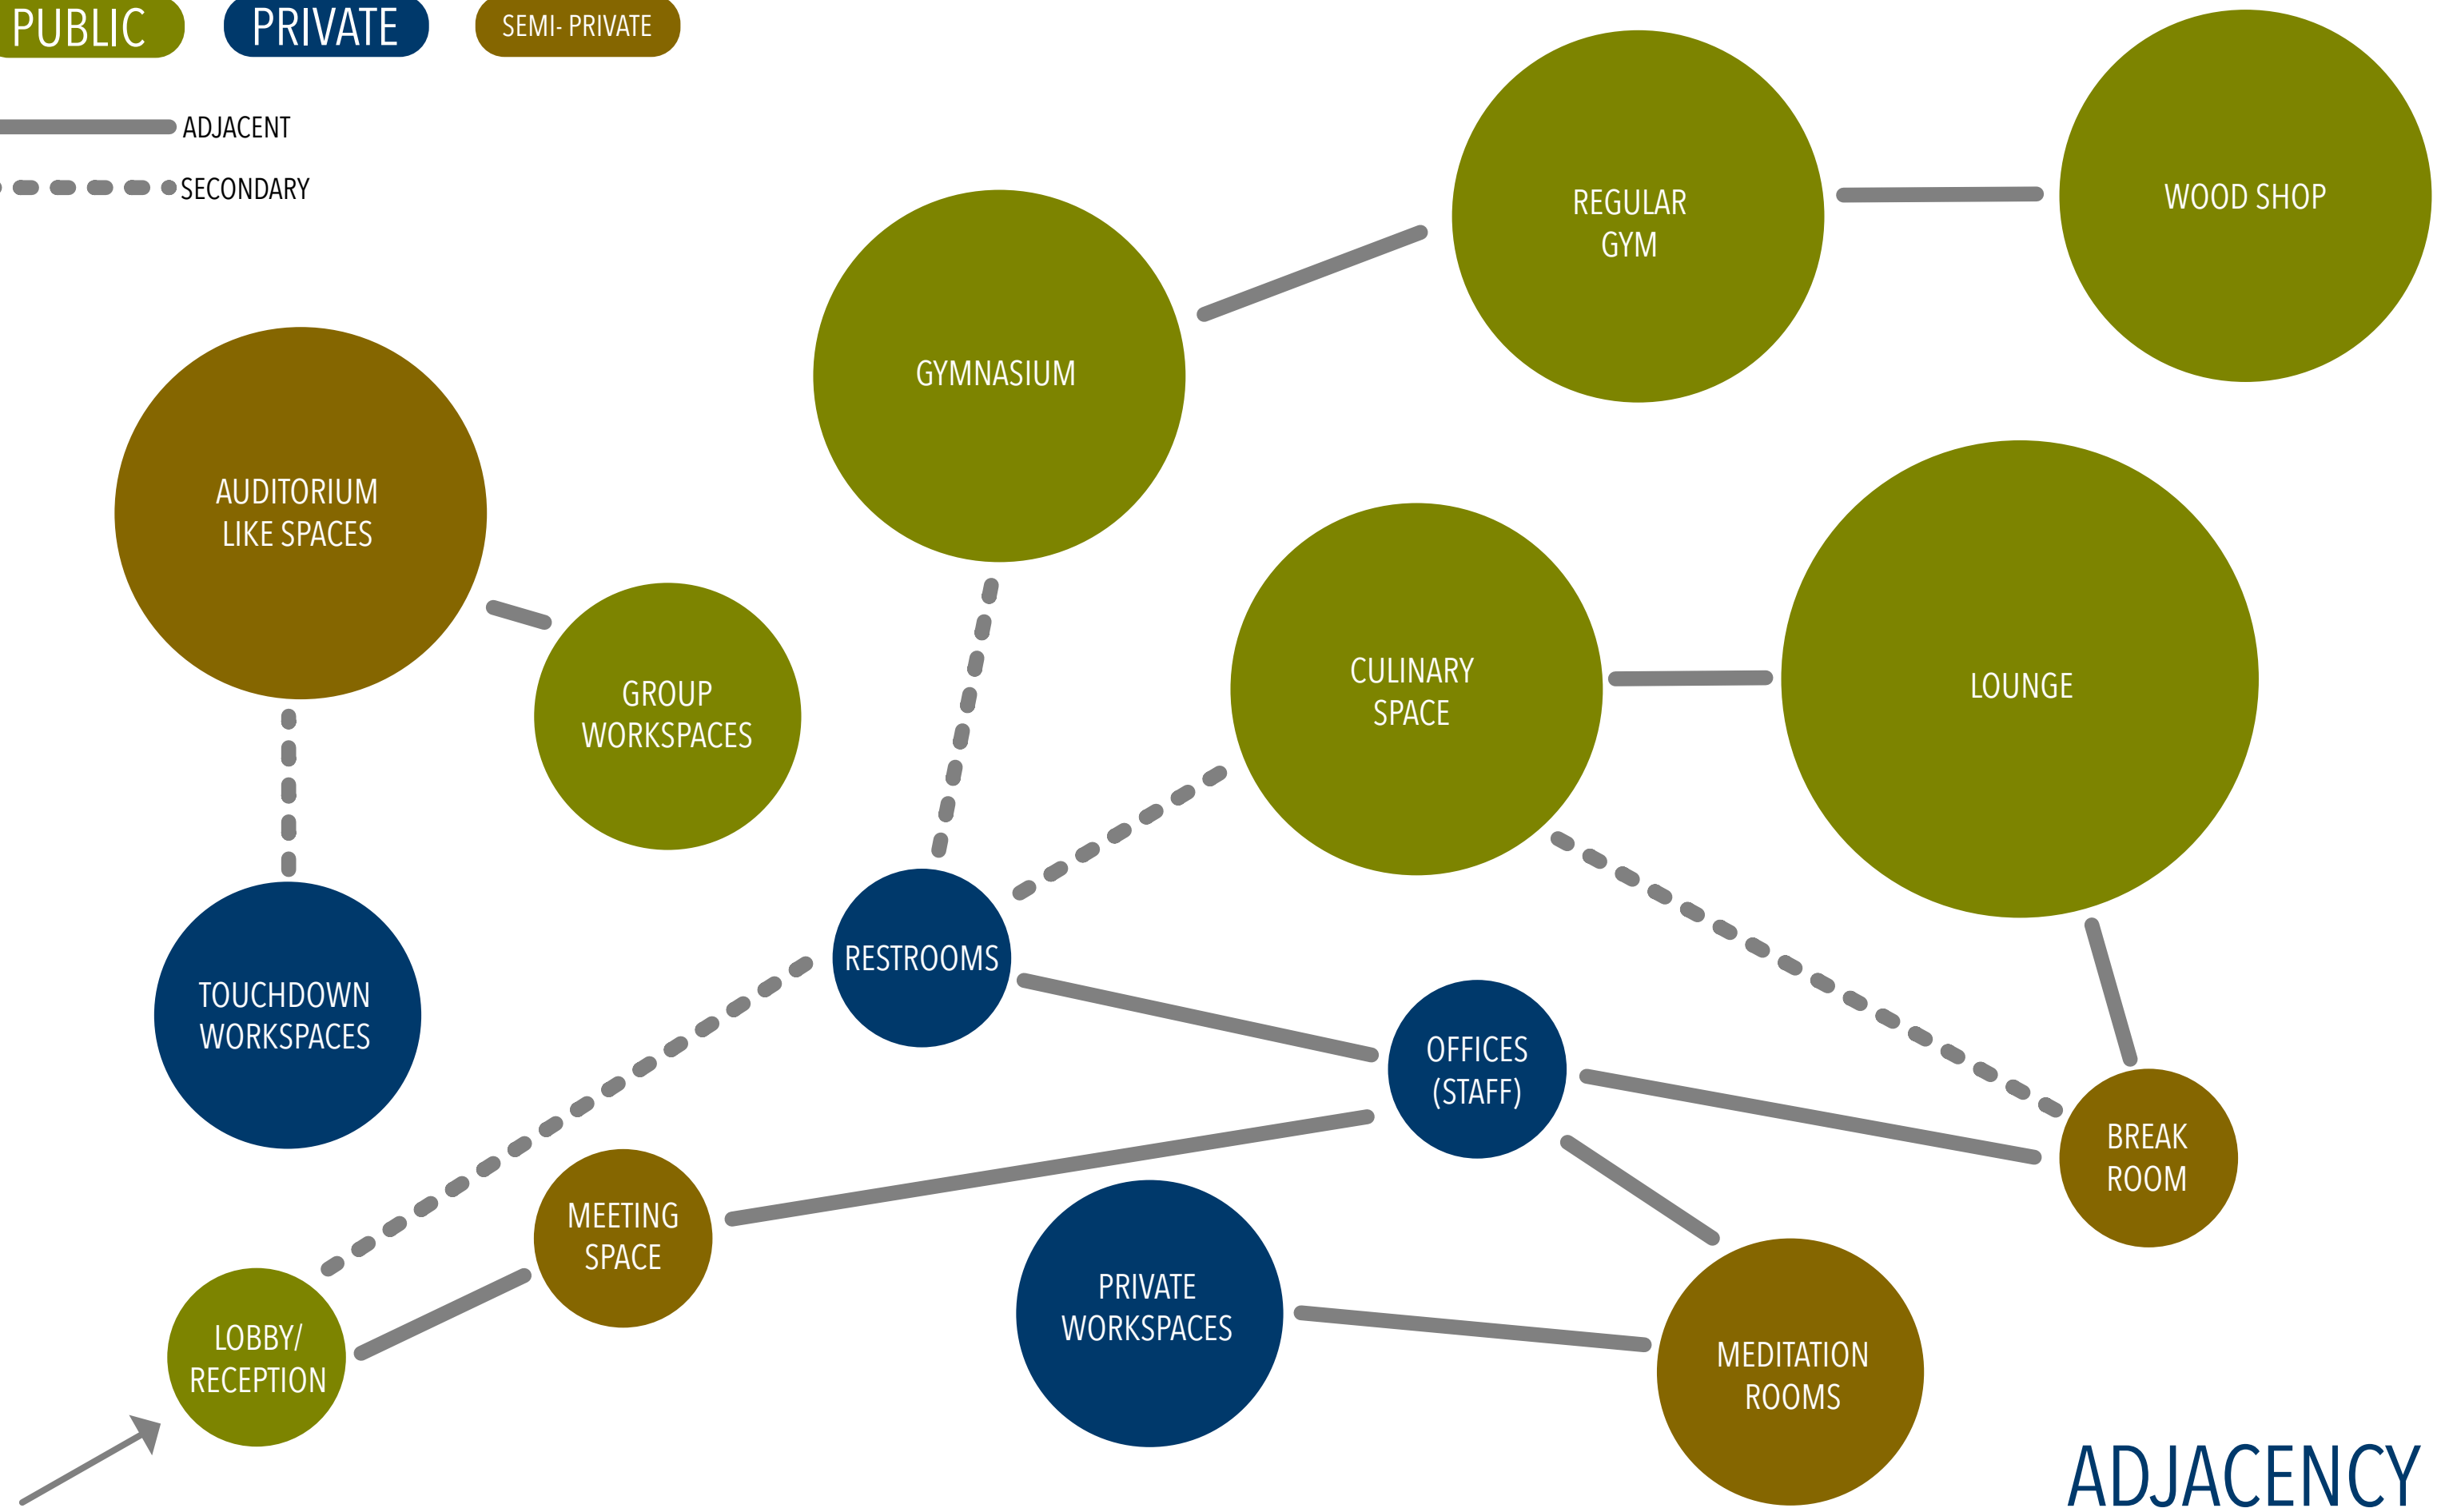 PUBLIC
PRIVATE
SEMI- PRIVATE
ADJACENT
SECONDARY
REGULAR
GYM
WOOD SHOP
GYMNASIUM
AUDITORIUM
LIKE SPACES
GROUP
WORKSPACES
CULINARY
SPACE
LOUNGE
RESTROOMS
TOUCHDOWN
WORKSPACES
OFFICES
(STAFF)
BREAK
ROOM
MEETING
SPACE
PRIVATE
WORKSPACES
LOBBY/
RECEPTION
MEDITATION
ROOMS
ADJACENCY